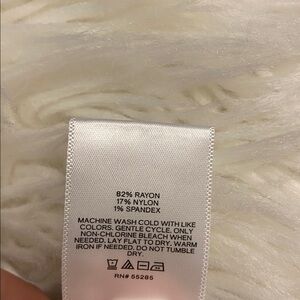 82% RAYON
17% NYLON
1% SPANDEX
MACHINE WASH COLD WITH LIKE
COLORS. GENTLE CYCLE. ONLY
NON-CHLORINE BLEACH WHEN
NEEDED. LAY FLAT TO DRY. WARM
IRON IF NEEDED. DO NOT TUMBLE
DRY.
RN# 55285